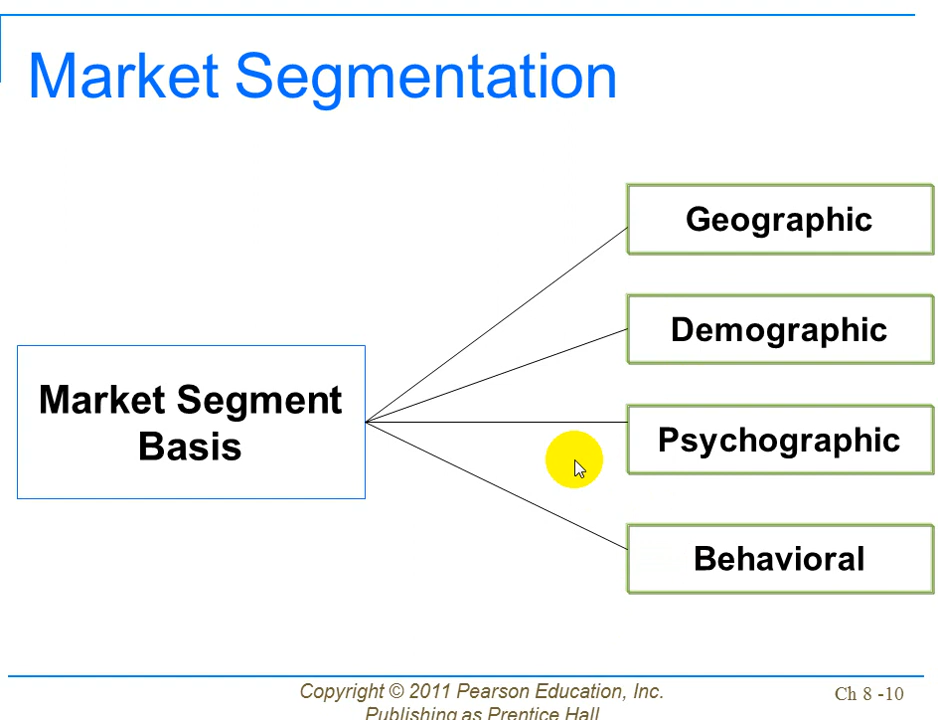 Market Segmentation
Geographic
Demographic
Market Segment
Basis
Psychographic
Behavioral
Copyright © 2011 Pearson Education, Inc.
Publishing as Prentice Hall
Ch 8 -10